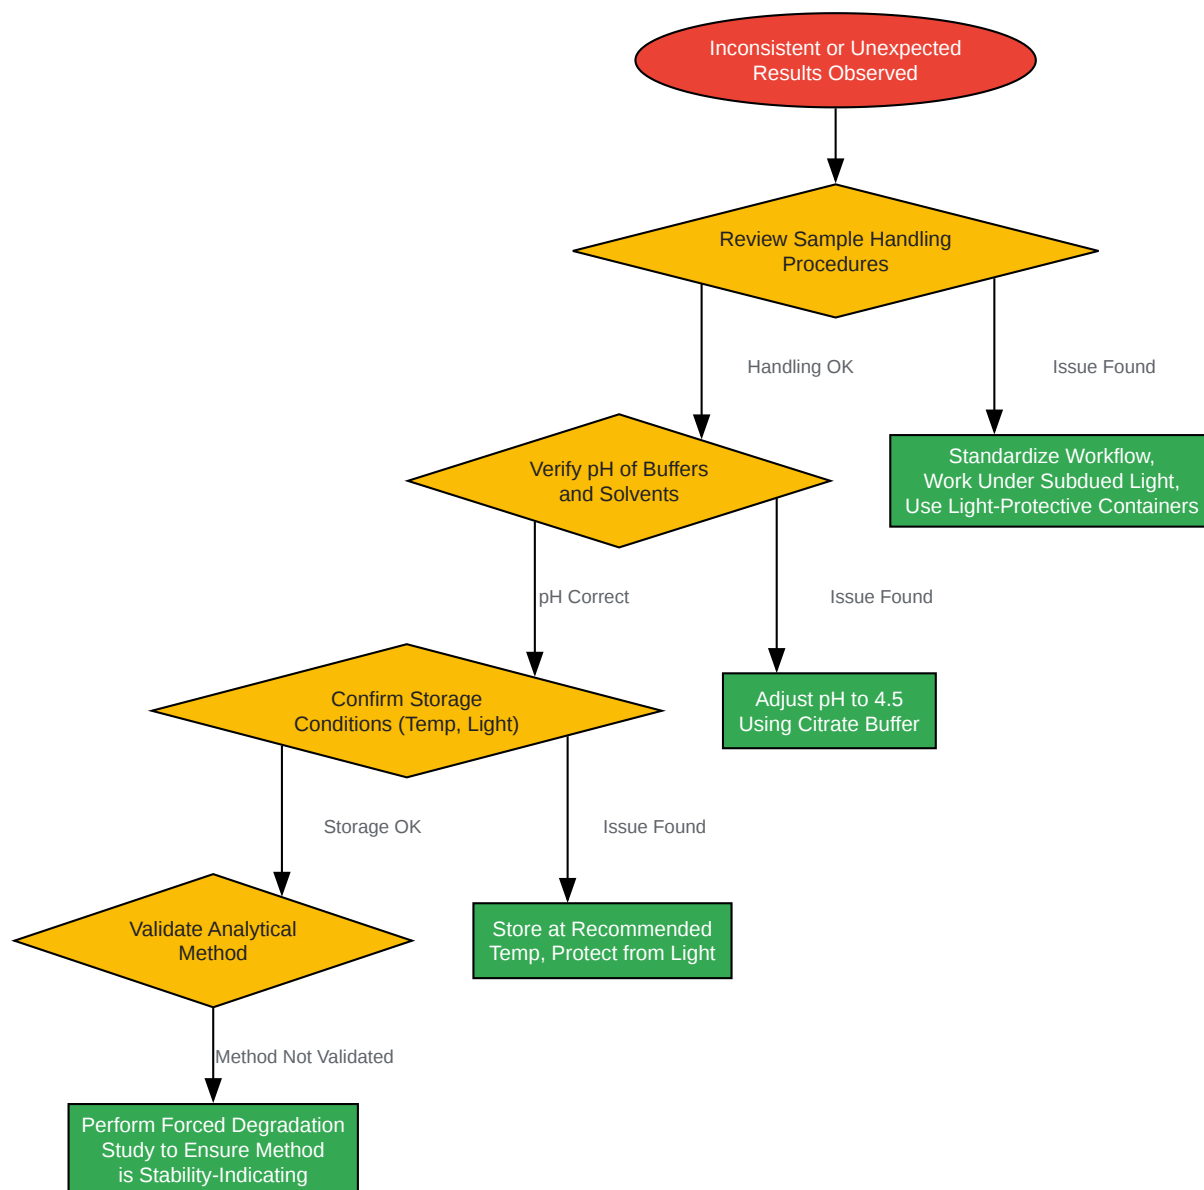 Inconsistent or Unexpected
Results Observed
Review Sample Handling
Procedures
Handling OK
Issue Found
Standardize Workflow,
Work Under Subdued Light,
Use Light-Protective Containers
Verify pH of Buffers
and Solvents
pH Correct
Issue Found
Adjust pH to 4.5
Using Citrate Buffer
Confirm Storage
Conditions (Temp, Light)
Storage OK
Issue Found
Store at Recommended
Temp, Protect from Light
Validate Analytical
Method
Method Not Validated
Perform Forced Degradation
Study to Ensure Method
is Stability-Indicating